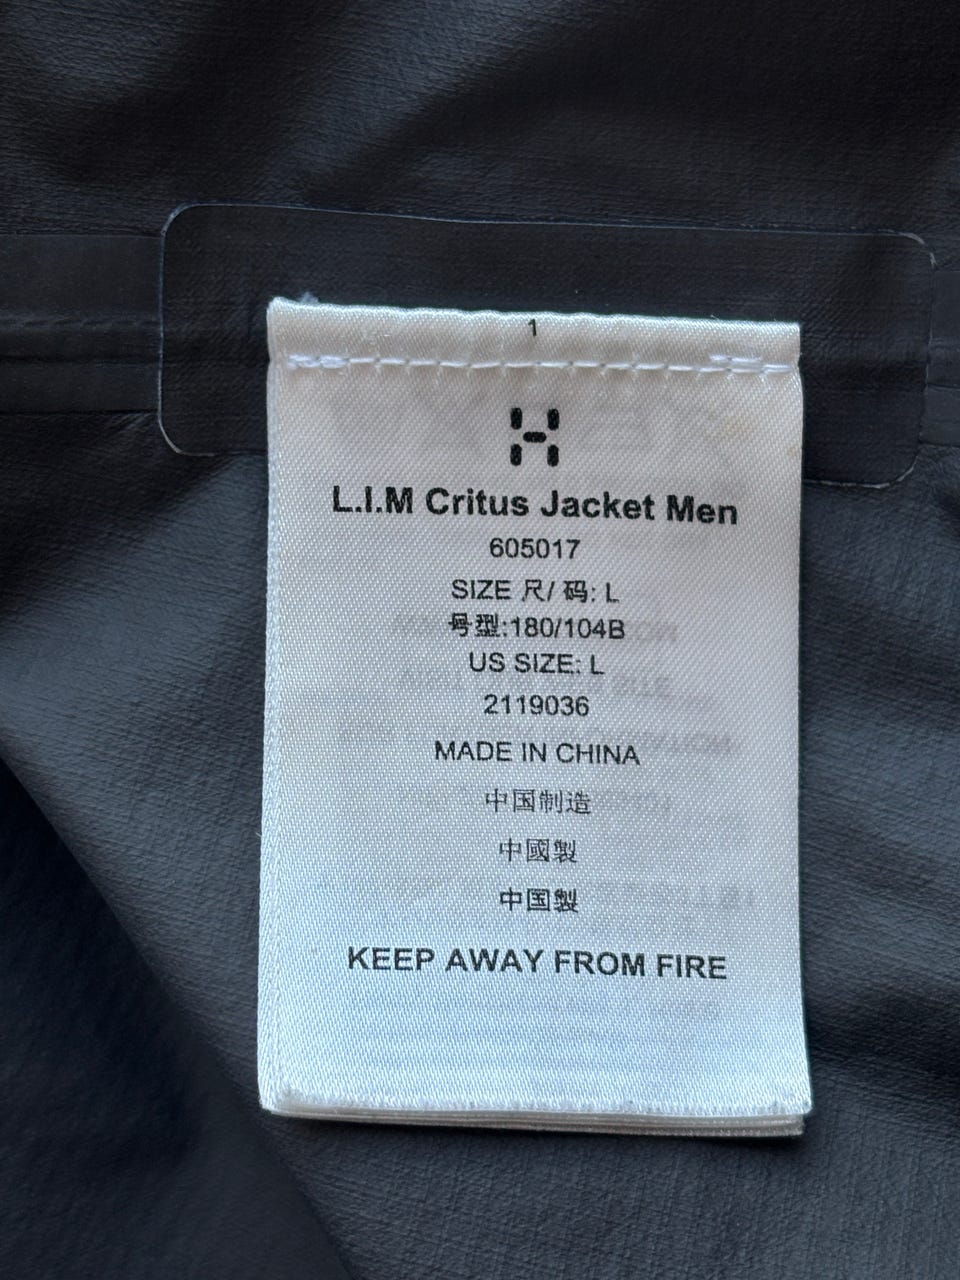 1
L.I.M Critus Jacket Men
605017
SIZE 尺/ 码: L
号型:180/104B
US SIZE: L
2119036
MADE IN CHINA
中国制造
中國製
中国製
KEEP AWAY FROM FIRE